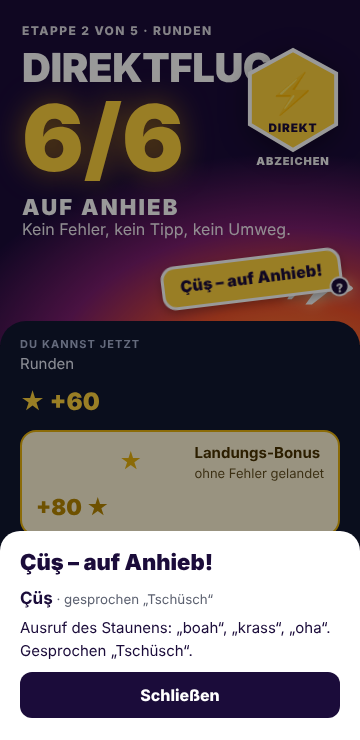 ETAPPE 2 VON 5 · RUNDEN
DIREKTFLUG
6/6
DIREKT
ABZEICHEN
AUF ANHIEB
Kein Fehler, kein Tipp, kein Umweg.
Çüş – auf Anhieb!
?
DU KANNST JETZT
Runden
★ +60
★
Landungs-Bonus
ohne Fehler gelandet
+80 ★
Çüş – auf Anhieb!
Çüş · gesprochen „Tschüsch“
Ausruf des Staunens: „boah“, „krass“, „oha“.
Gesprochen „Tschüsch“.
Schließen